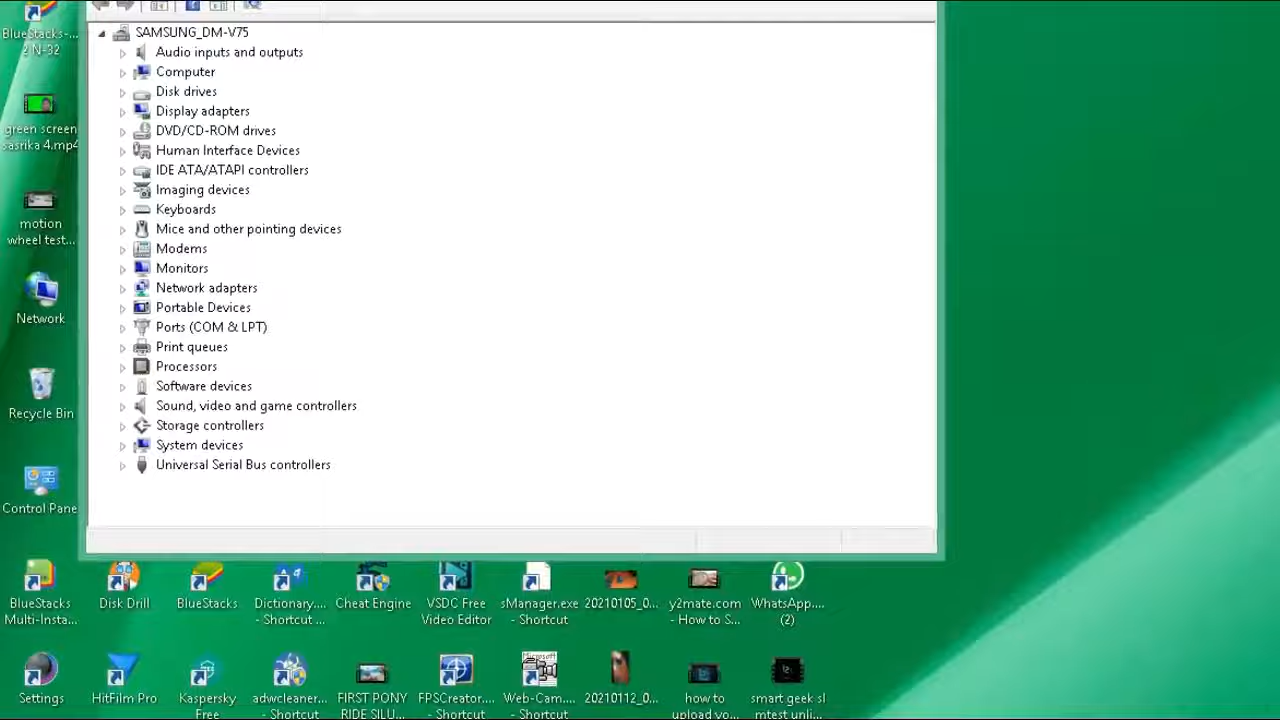 SAMSUNG_DM-V75
Audio inputs and outputs
Computer
Disk drives
Display adapters
DVD/CD-ROM drives
Human Interface Devices
IDE ATA/ATAPI controllers
Imaging devices
Keyboards
Mice and other pointing devices
Modems
Monitors
Network adapters
Portable Devices
Ports (COM & LPT)
Print queues
Processors
Software devices
Sound, video and game controllers
Storage controllers
System devices
Universal Serial Bus controllers
BlueStacks-...
2 N-32
green screen
sasrika 4.mp4
motion
wheel test...
Network
Recycle Bin
Control Pane
BlueStacks
Multi-Insta...
Disk Drill
BlueStacks
Dictionary....
- Shortcut ...
Cheat Engine
VSDC Free
Video Editor
sManager.exe
- Shortcut
20210105_0...
y2mate.com
- How to S...
WhatsApp....
(2)
Settings
HitFilm Pro
Kaspersky
Free
adwcleaner...
- Shortcut
FIRST PONY
RIDE SILU...
FPSCreator....
- Shortcut
Web-Cam....
- Shortcut
20210112_0...
how to
upload yo...
smart geek sl
mtest unli...